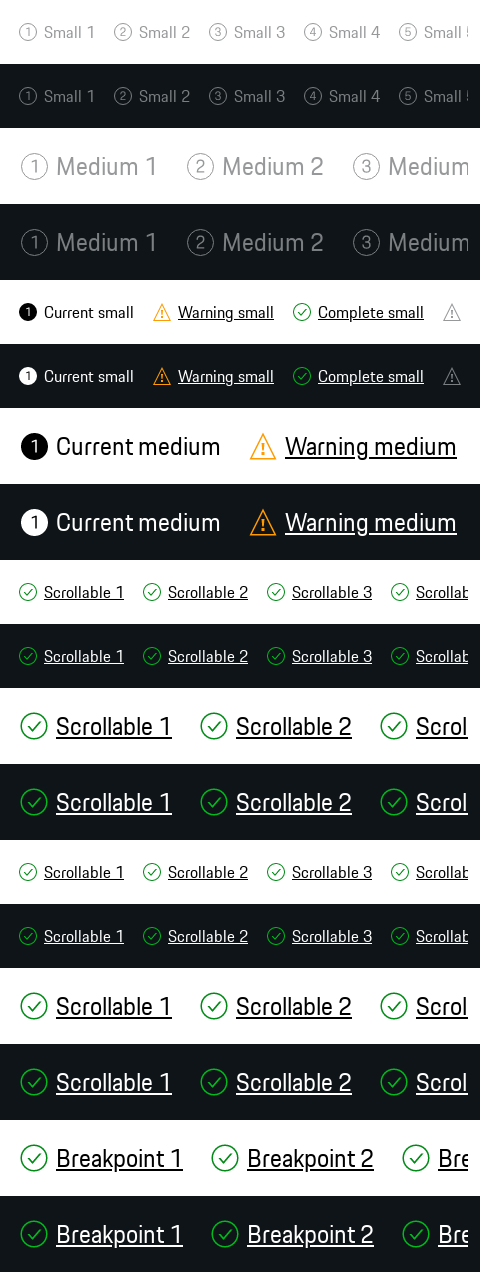 1 Small 1 2 Small 2 3 Small 3 4 Small 4 5 Small
1 Small 1 2 Small 2 3 Small 3 4 Small 4 5 Small
1 Medium 1 2 Medium 2 3 Medium
1 Medium 1 2 Medium 2 3 Medium
1 Current small Warning small Complete small
1 Current small Warning small Complete small
1 Current medium Warning medium
1 Current medium Warning medium
Scrollable 1 Scrollable 2 Scrollable 3 Scrollab
Scrollable 1 Scrollable 2 Scrollable 3 Scrollab
Scrollable 1 Scrollable 2 Scrol
Scrollable 1 Scrollable 2 Scrol
Scrollable 1 Scrollable 2 Scrollable 3 Scrollab
Scrollable 1 Scrollable 2 Scrollable 3 Scrollab
Scrollable 1 Scrollable 2 Scrol
Scrollable 1 Scrollable 2 Scrol
Breakpoint 1 Breakpoint 2 Bre
Breakpoint 1 Breakpoint 2 Bre